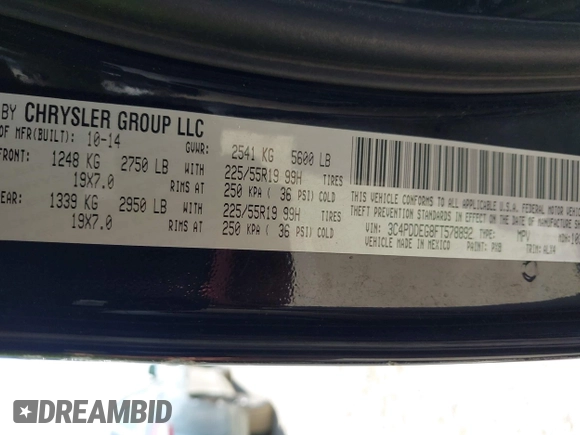 BY CHRYSLER GROUP LLC
OF MFR(BUILT): 10-14 GVWR: 2541 KG 5600 LB
FRONT: 1248 KG 2750 LB WITH 225/55R19 99H TIRES
19X7.0 RIMS AT 250 KPA ( 36 PSI) COLD
REAR: 1339 KG 2950 LB WITH 225/55R19 99H TIRES
19X7.0 RIMS AT 250 KPA ( 36 PSI) COLD
THIS VEHICLE CONFORMS TO ALL APPLICABLE U.S.A. FEDERAL MOTOR VEHICLE
THEFT PREVENTION STANDARDS IN EFFECT ON THE DATE OF MANUFACTURE
VIN: 3C4PDDEG8FT578892 TYPE: MPV MDH:
VEHICLE MADE IN MEXICO PAINT: PXB TRIM:
DREAMBID